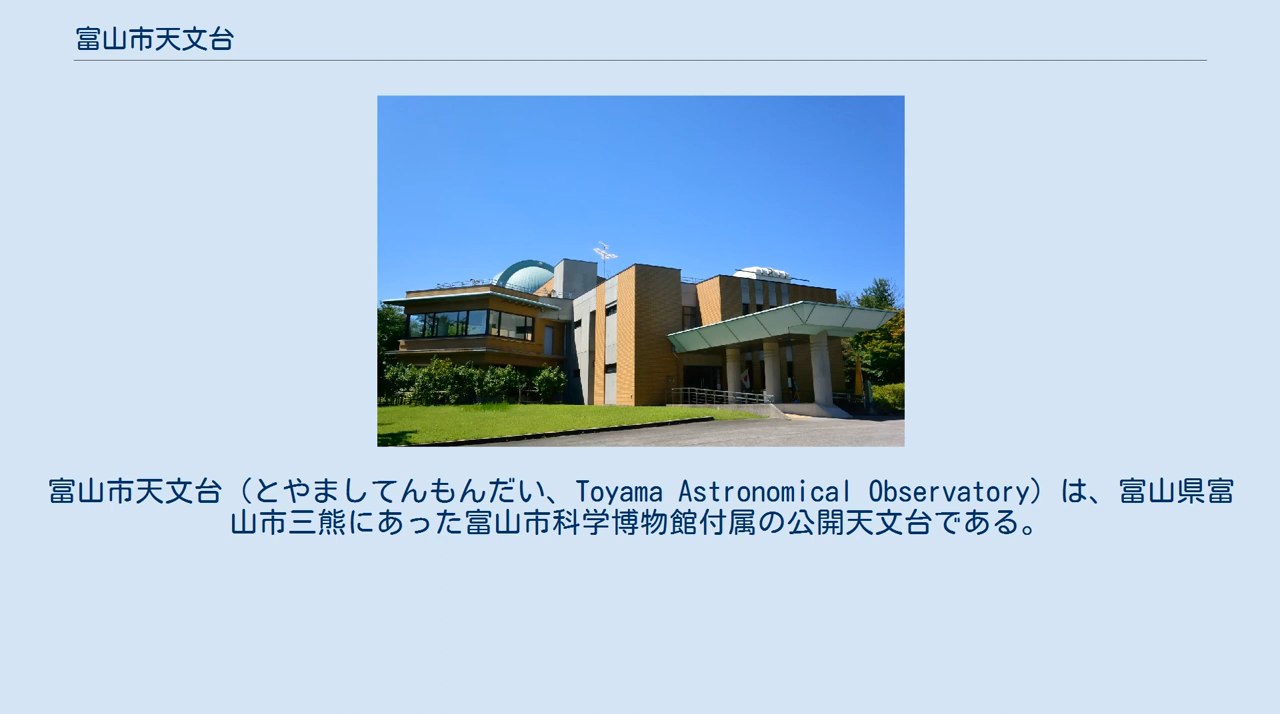 富山市天文台
富山市天文台（とやましてんもんだい、Toyama Astronomical Observatory）は、富山県富
山市三熊にあった富山市科学博物館付属の公開天文台である。